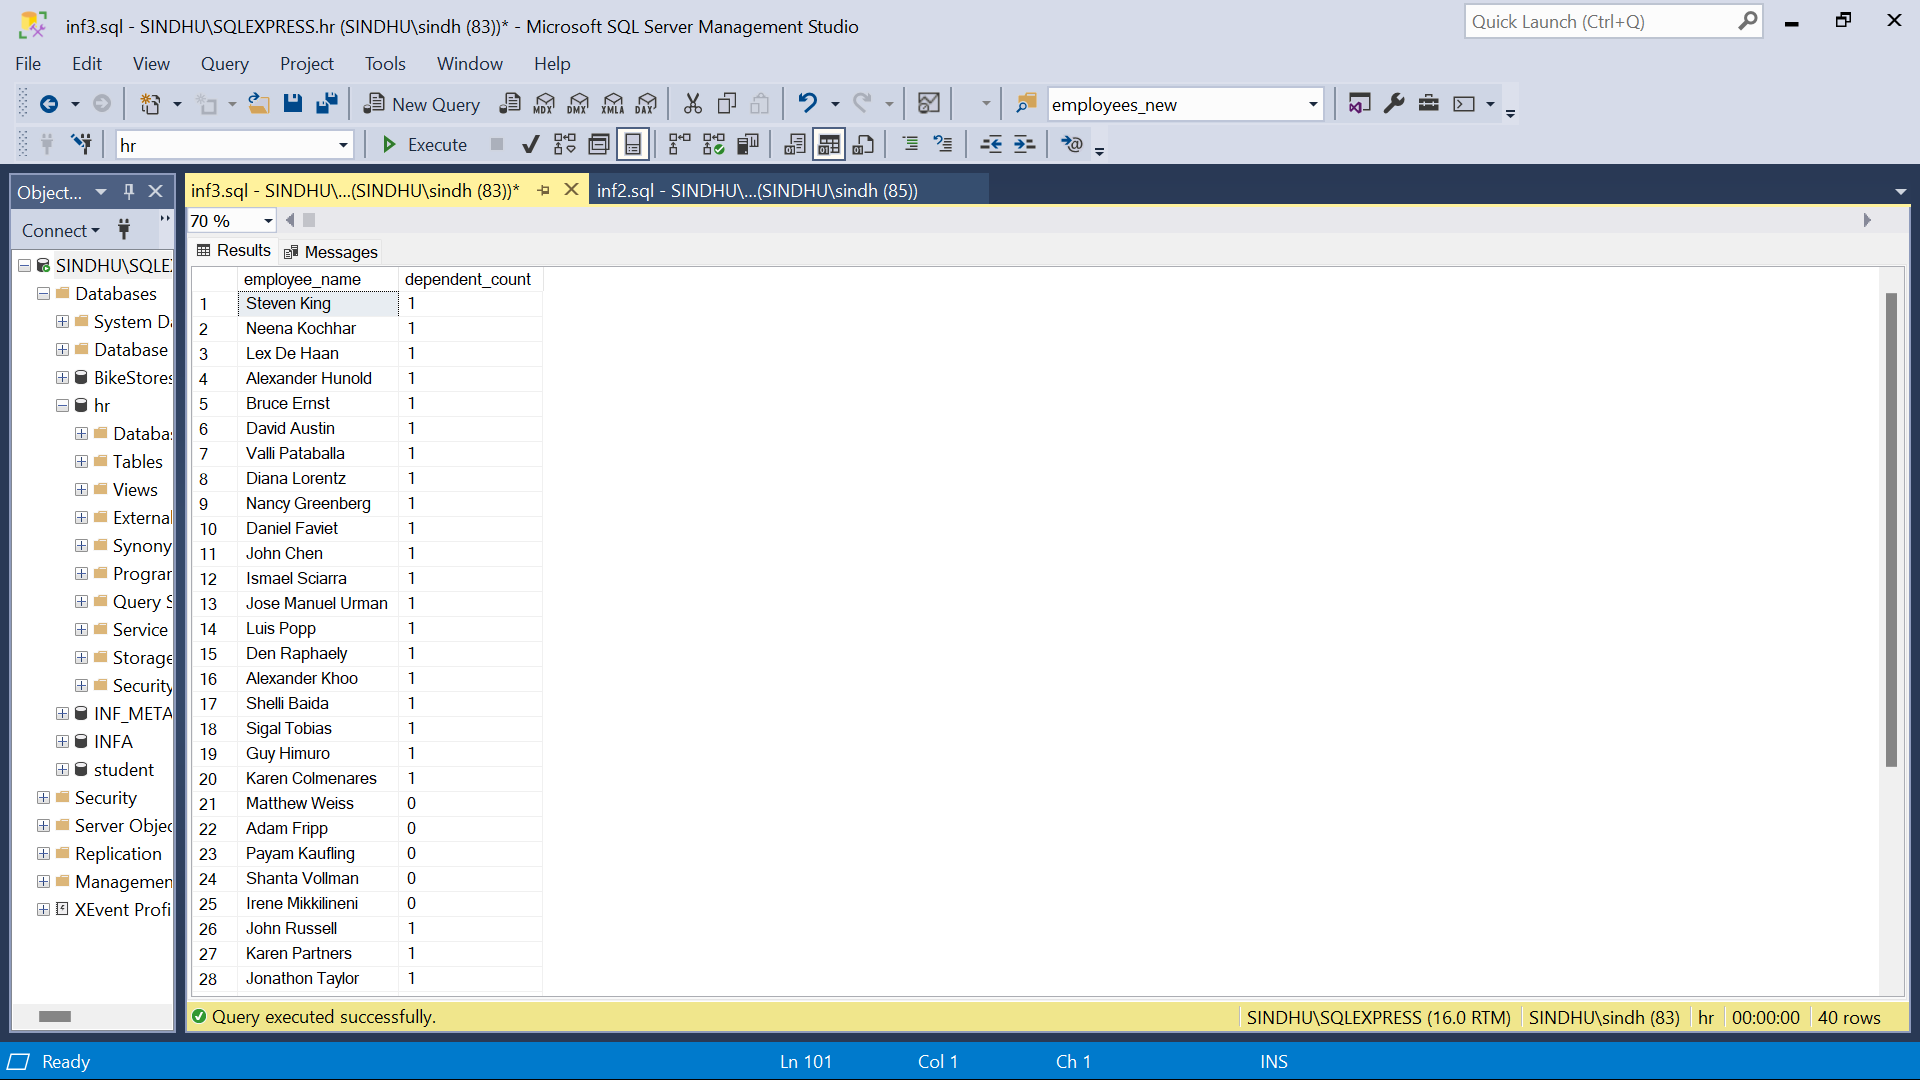 inf3.sql - SINDHU\SQLEXPRESS.hr (SINDHU\sindh (83))* - Microsoft SQL Server Management Studio
Quick Launch (Ctrl+Q)
File Edit View Query Project Tools Window Help
New Query MDX DMX XMLA DAX employees_new
hr Execute
Object...
inf3.sql - SINDHU\...(SINDHU\sindh (83))*
inf2.sql - SINDHU\...(SINDHU\sindh (85))
Connect
70 %
Results Messages
SINDHU\SQLE
Databases
System Da
Database
BikeStores
hr
Databa
Tables
Views
External
Synony
Program
Query S
Service
Storage
Security
INF_META
INFA
student
Security
Server Objec
Replication
Managemen
XEvent Profi
employee_name dependent_count
1 Steven King 1
2 Neena Kochhar 1
3 Lex De Haan 1
4 Alexander Hunold 1
5 Bruce Ernst 1
6 David Austin 1
7 Valli Pataballa 1
8 Diana Lorentz 1
9 Nancy Greenberg 1
10 Daniel Faviet 1
11 John Chen 1
12 Ismael Sciarra 1
13 Jose Manuel Urman 1
14 Luis Popp 1
15 Den Raphaely 1
16 Alexander Khoo 1
17 Shelli Baida 1
18 Sigal Tobias 1
19 Guy Himuro 1
20 Karen Colmenares 1
21 Matthew Weiss 0
22 Adam Fripp 0
23 Payam Kaufling 0
24 Shanta Vollman 0
25 Irene Mikkilineni 0
26 John Russell 1
27 Karen Partners 1
28 Jonathon Taylor 1
Query executed successfully.
SINDHU\SQLEXPRESS (16.0 RTM) SINDHU\sindh (83) hr 00:00:00 40 rows
Ready Ln 101 Col 1 Ch 1 INS